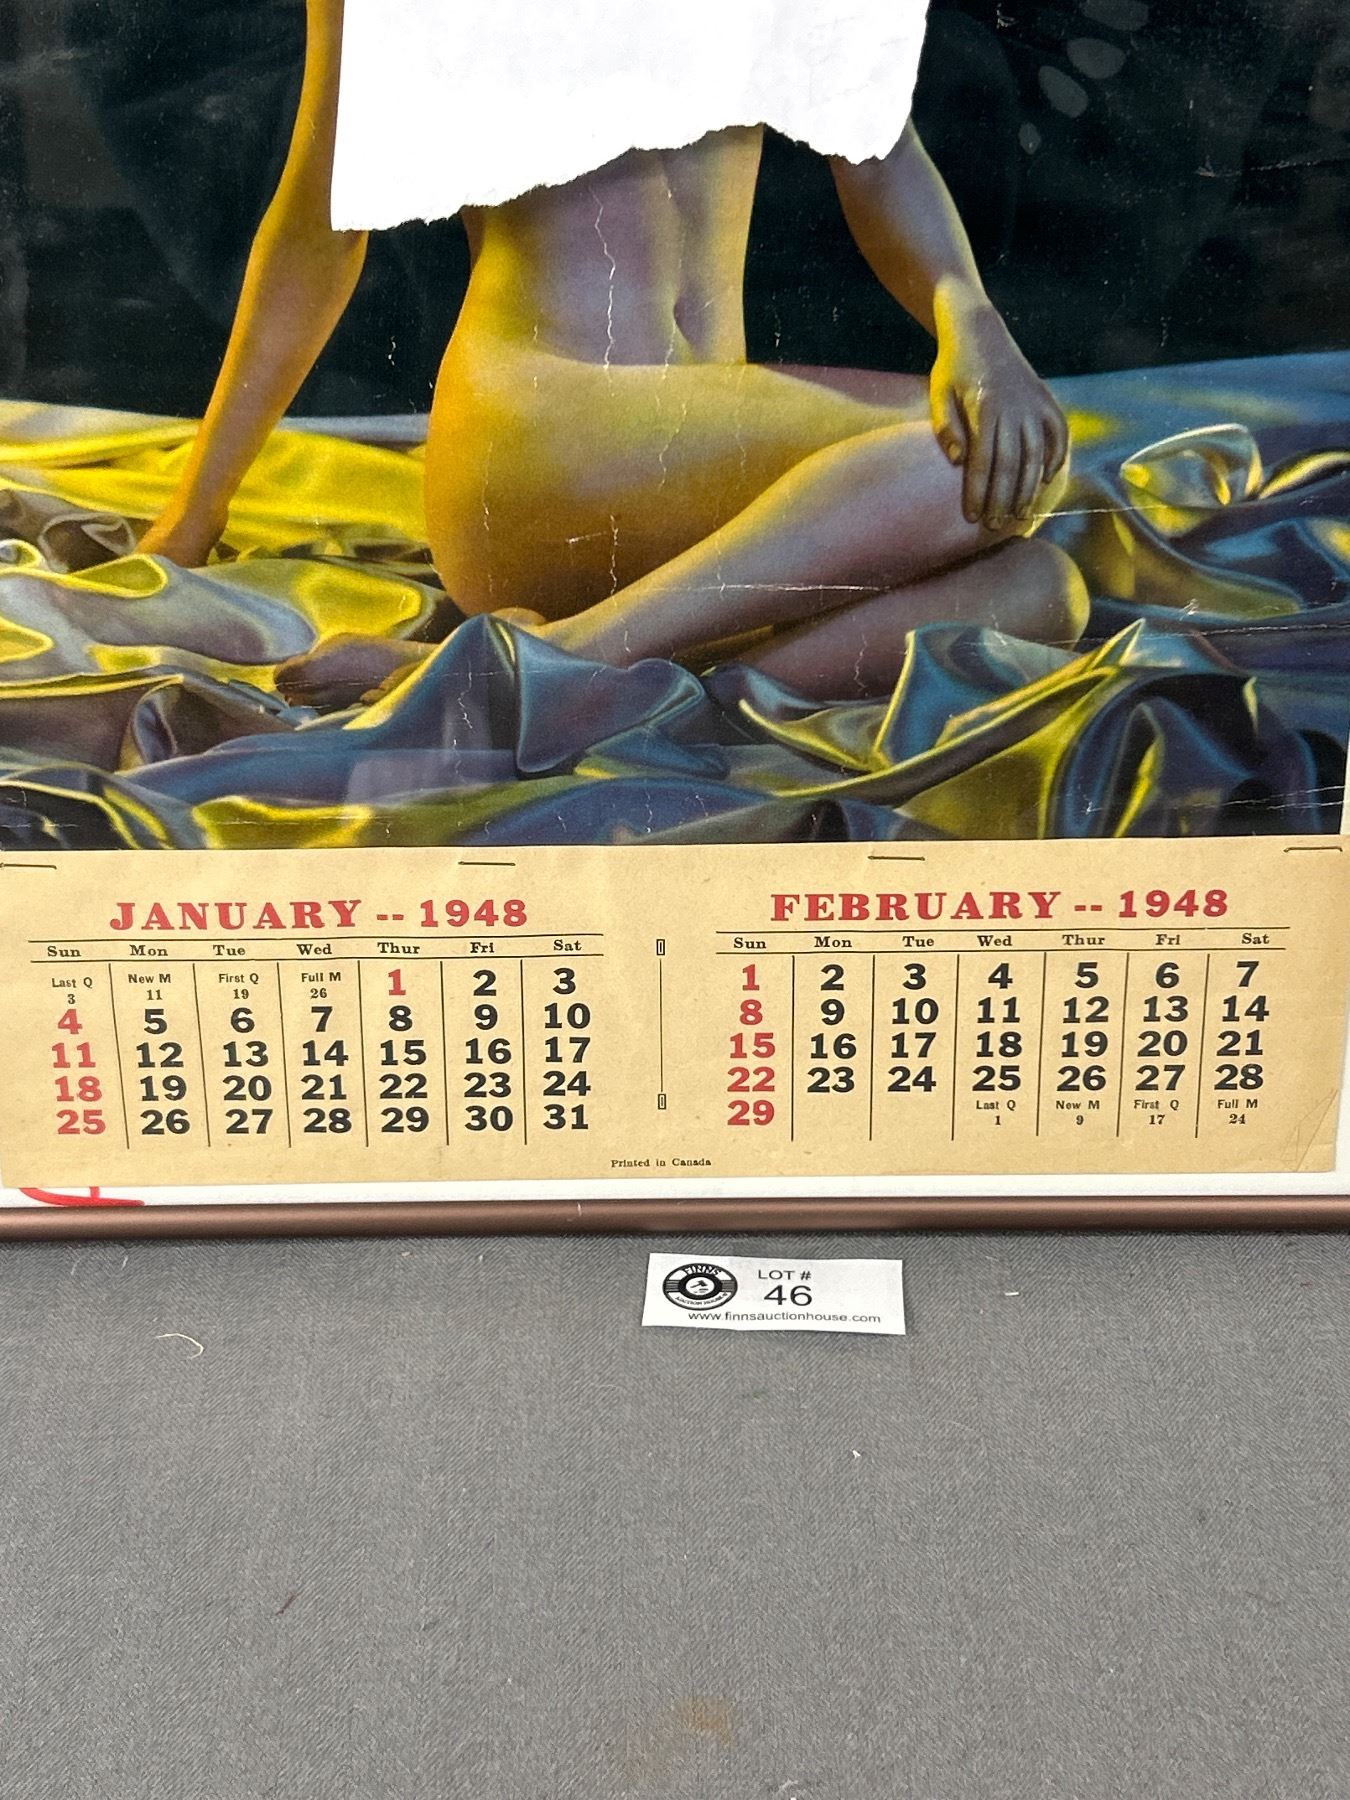 JANUARY -- 1948
Sun Mon Tue Wed Thur Fri Sat
Last Q 3 New M 11 First Q 19 Full M 26 1 2 3
4 5 6 7 8 9 10
11 12 13 14 15 16 17
18 19 20 21 22 23 24
25 26 27 28 29 30 31
FEBRUARY -- 1948
Sun Mon Tue Wed Thur Fri Sat
1 2 3 4 5 6 7
8 9 10 11 12 13 14
15 16 17 18 19 20 21
22 23 24 25 26 27 28
29 Last Q 1 New M 9 First Q 17 Full M 24
Printed in Canada
FINNS
AUCTION HOUSE
LOT #
46
www.finnsauctionhouse.com